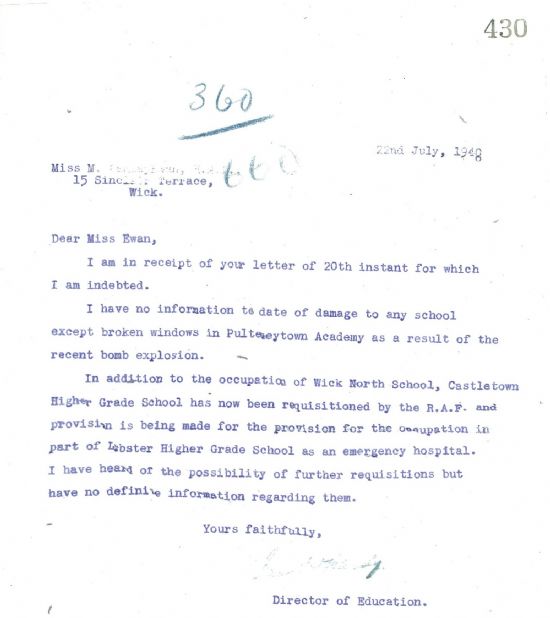 430
360
22nd July, 1948
Miss M.
660
15 Sinclair Terrace,
Wick.
Dear Miss Ewan,
I am in receipt of your letter of 20th instant for which
I am indebted.
I have no information to date of damage to any school
except broken windows in Pulteneytown Academy as a result of the
recent bomb explosion.
In addition to the occupation of Wick North School, Castletown
Higher Grade School has now been requisitioned by the R.A.F. and
provision is being made for the provision for the occupation in
part of Lybster Higher Grade School as an emergency hospital.
I have heard of the possibility of further requisitions but
have no definite information regarding them.
Yours faithfully,
Director of Education.